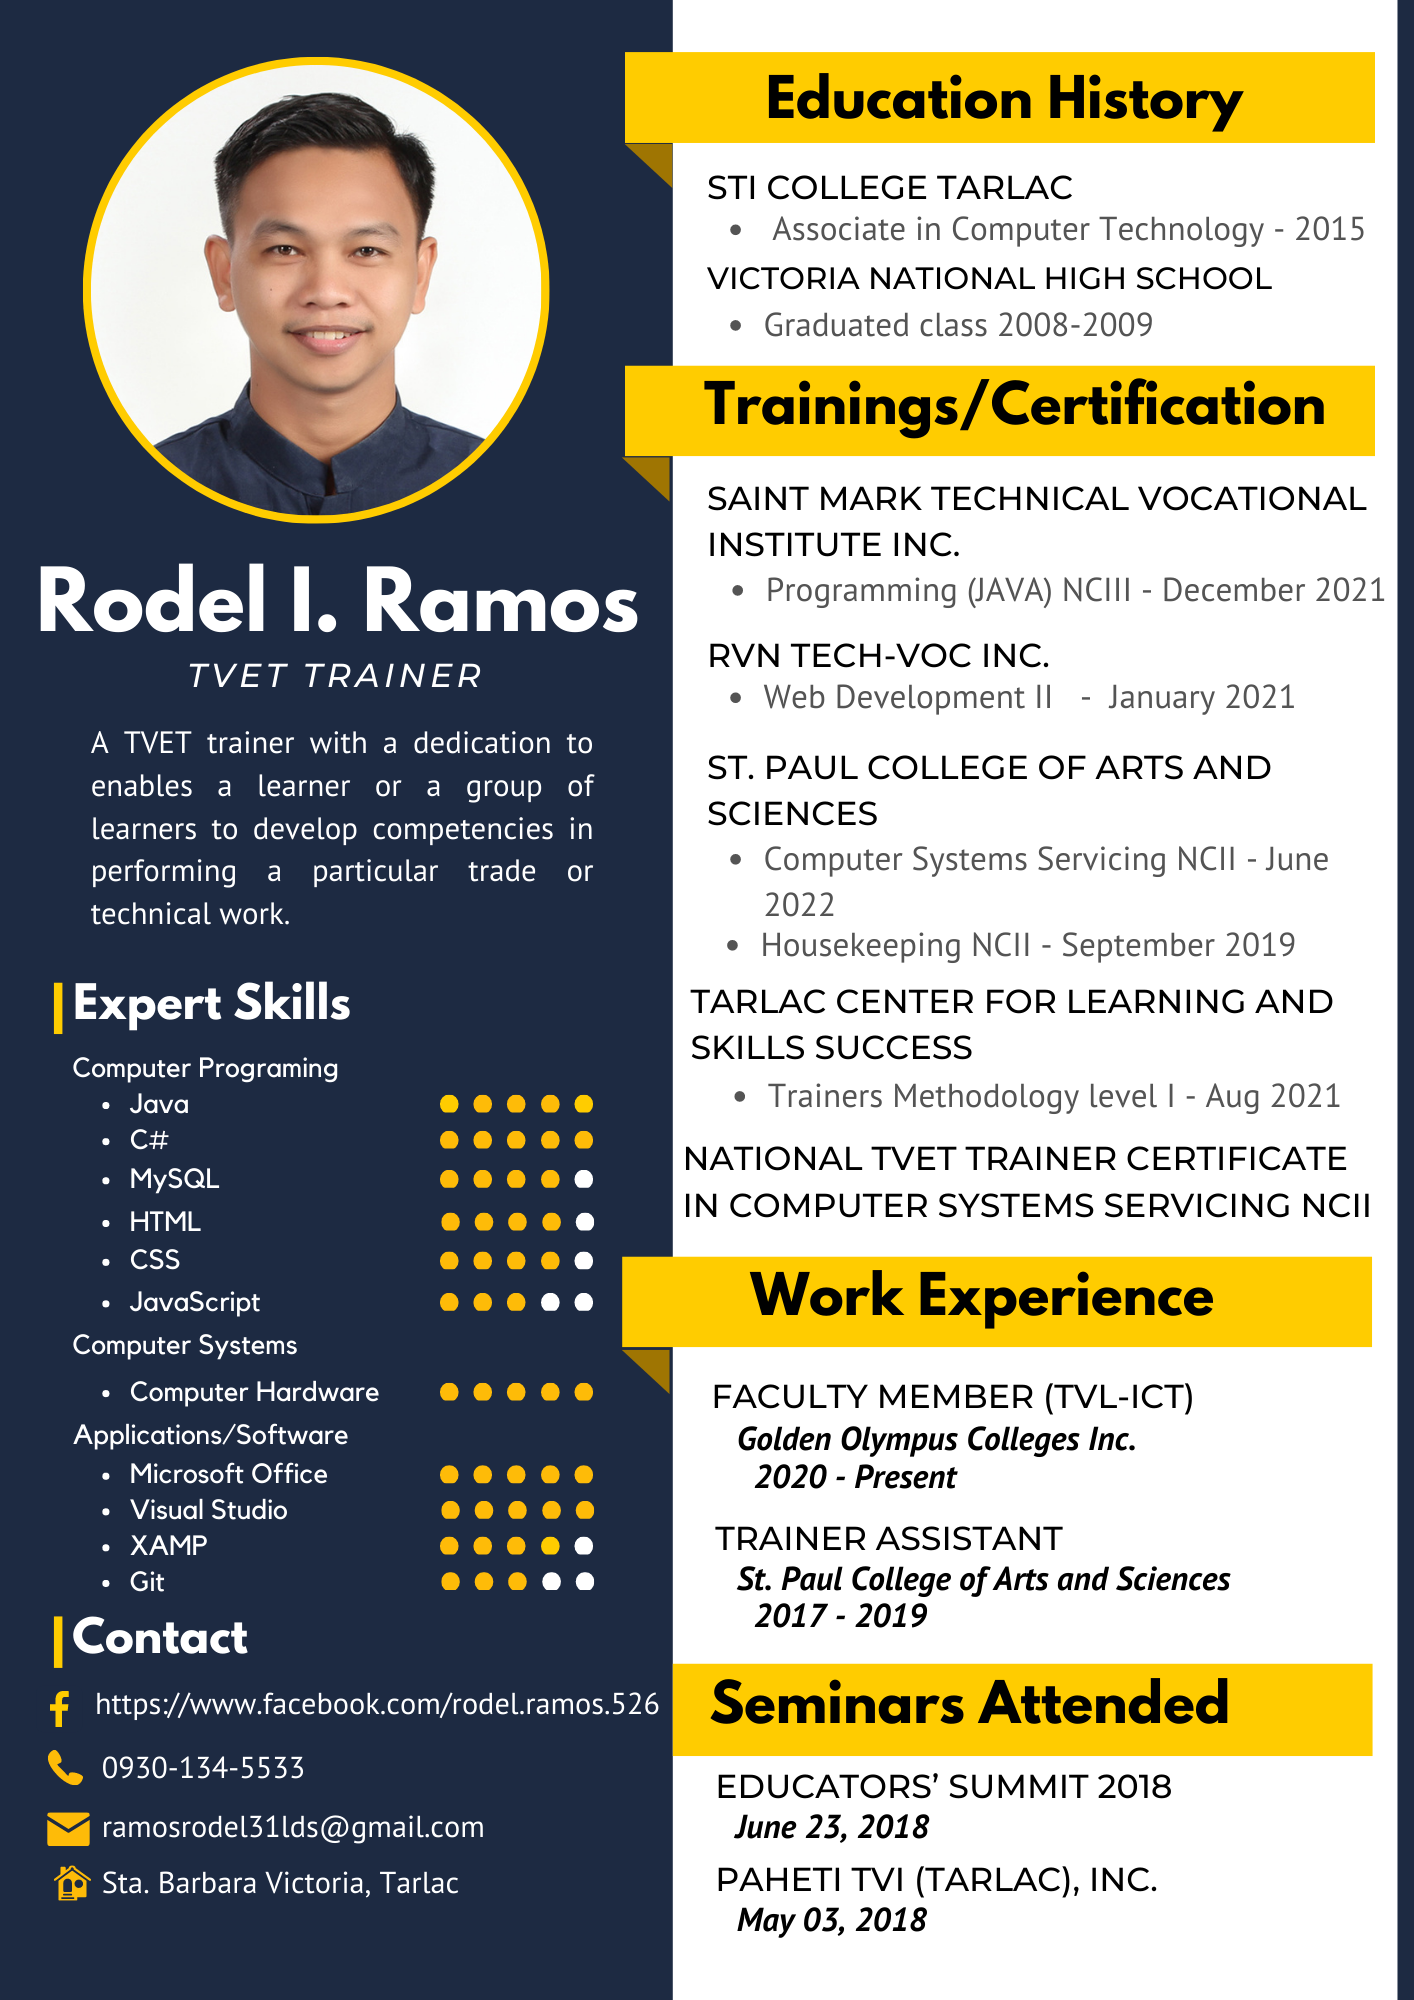 Rodel I. Ramos
TVET TRAINER
A TVET trainer with a dedication to
enables a learner or a group of
learners to develop competencies in
performing a particular trade or
technical work.
Expert Skills
Computer Programing
• Java
• C#
• MySQL
• HTML
• CSS
• JavaScript
Computer Systems
• Computer Hardware
Applications/Software
• Microsoft Office
• Visual Studio
• XAMP
• Git
Contact
https://www.facebook.com/rodel.ramos.526
0930-134-5533
ramosrodel31lds@gmail.com
Sta. Barbara Victoria, Tarlac
Education History
STI COLLEGE TARLAC
• Associate in Computer Technology - 2015
VICTORIA NATIONAL HIGH SCHOOL
• Graduated class 2008-2009
Trainings/Certification
SAINT MARK TECHNICAL VOCATIONAL
INSTITUTE INC.
• Programming (JAVA) NCIII - December 2021
RVN TECH-VOC INC.
• Web Development II - January 2021
ST. PAUL COLLEGE OF ARTS AND
SCIENCES
• Computer Systems Servicing NCII - June
2022
• Housekeeping NCII - September 2019
TARLAC CENTER FOR LEARNING AND
SKILLS SUCCESS
• Trainers Methodology level I - Aug 2021
NATIONAL TVET TRAINER CERTIFICATE
IN COMPUTER SYSTEMS SERVICING NCII
Work Experience
FACULTY MEMBER (TVL-ICT)
Golden Olympus Colleges Inc.
2020 - Present
TRAINER ASSISTANT
St. Paul College of Arts and Sciences
2017 - 2019
Seminars Attended
EDUCATORS’ SUMMIT 2018
June 23, 2018
PAHETI TVI (TARLAC), INC.
May 03, 2018